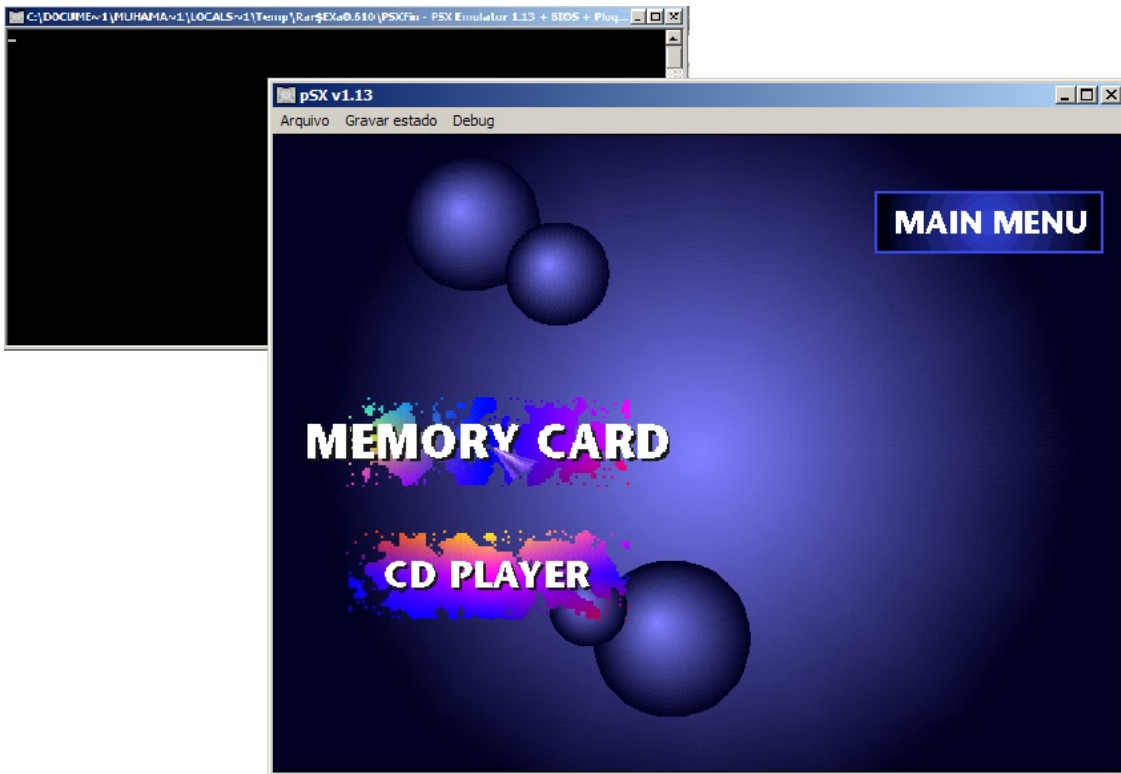 C:\DOCUME~1\MUHAMA~1\LOCALS~1\Temp\Rar$EXa0.610\PSXFin - PSX Emulator 1.13 + BIOS + Plug...
pSX v1.13
Arquivo Gravar estado Debug
MAIN MENU
MEMORY CARD
CD PLAYER